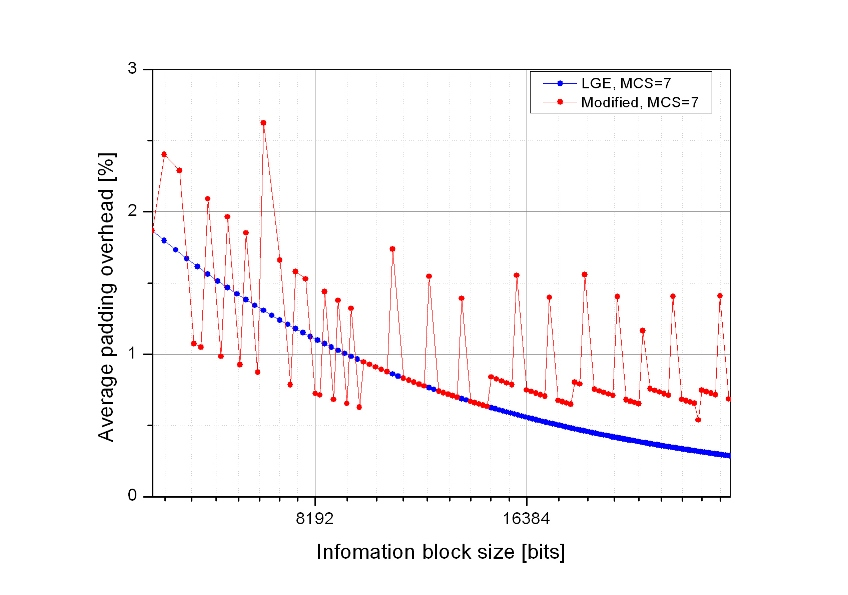 3
LGE, MCS=7
Modified, MCS=7
2
1
0
Average padding overhead [%]
8192
16384
Infomation block size [bits]